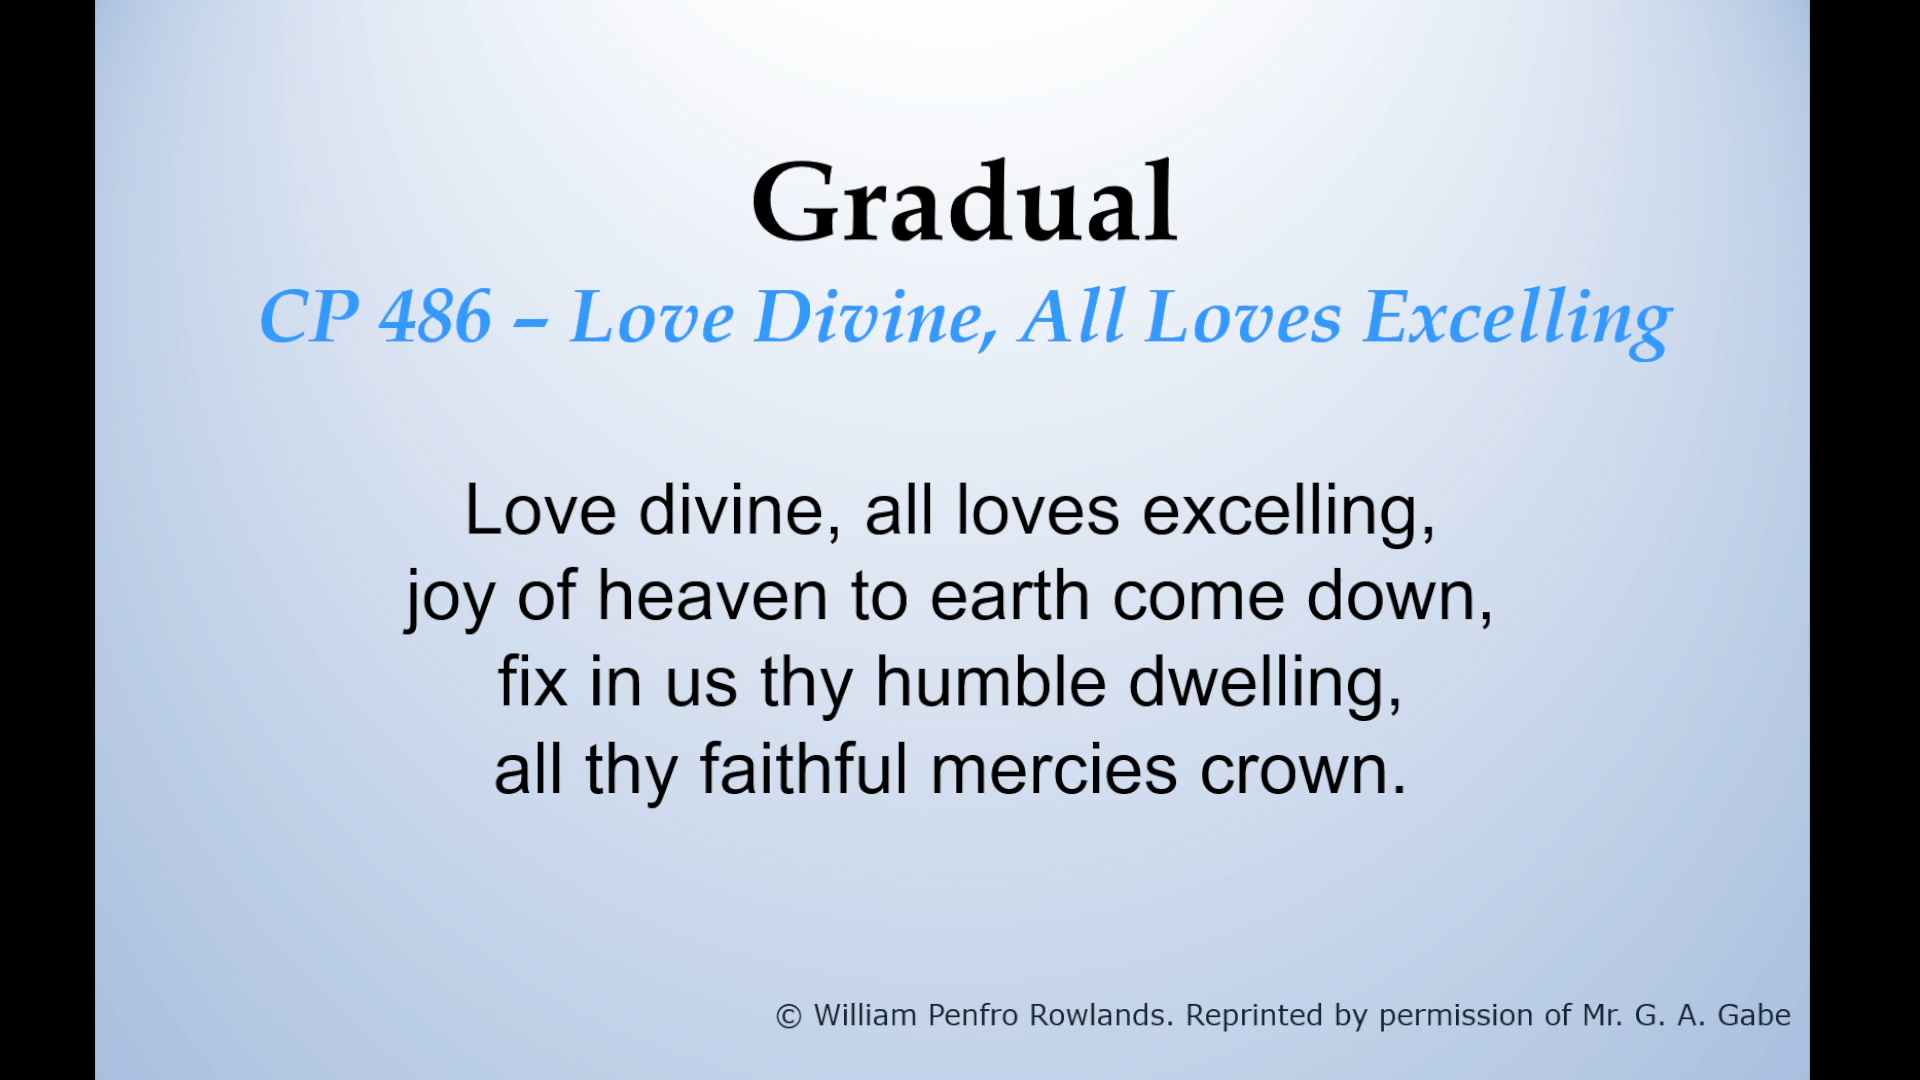 Gradual
CP 486 – Love Divine, All Loves Excelling
Love divine, all loves excelling,
joy of heaven to earth come down,
fix in us thy humble dwelling,
all thy faithful mercies crown.
© William Penfro Rowlands. Reprinted by permission of Mr. G. A. Gabe